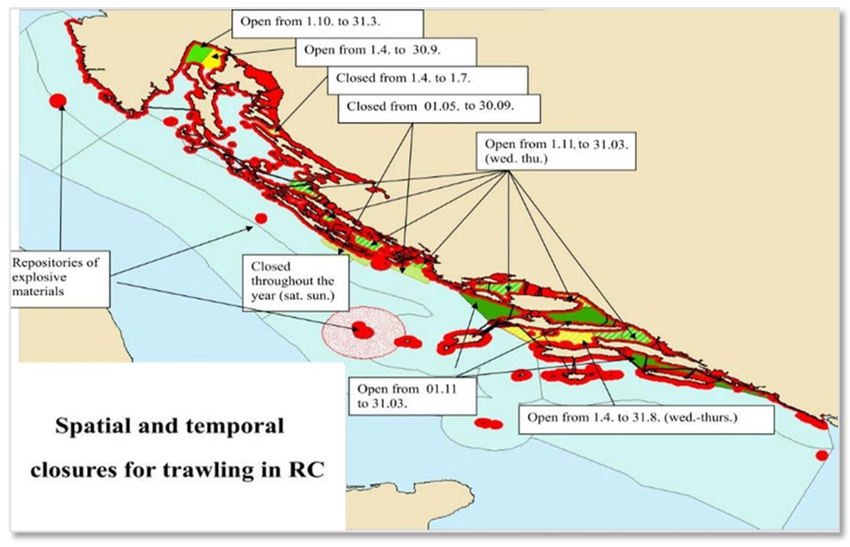 Open from 1.10. to 31.3.
Open from 1.4. to 30.9.
Closed from 1.4. to 1.7.
Closed from 01.05. to 30.09.
Open from 1.11. to 31.03.
(wed. thu.)
Repositories of
explosive
materials
Closed
throughout the
year (sat. sun.)
Open from 01.11
to 31.03.
Open from 1.4. to 31.8. (wed.-thurs.)
Spatial and temporal
closures for trawling in RC